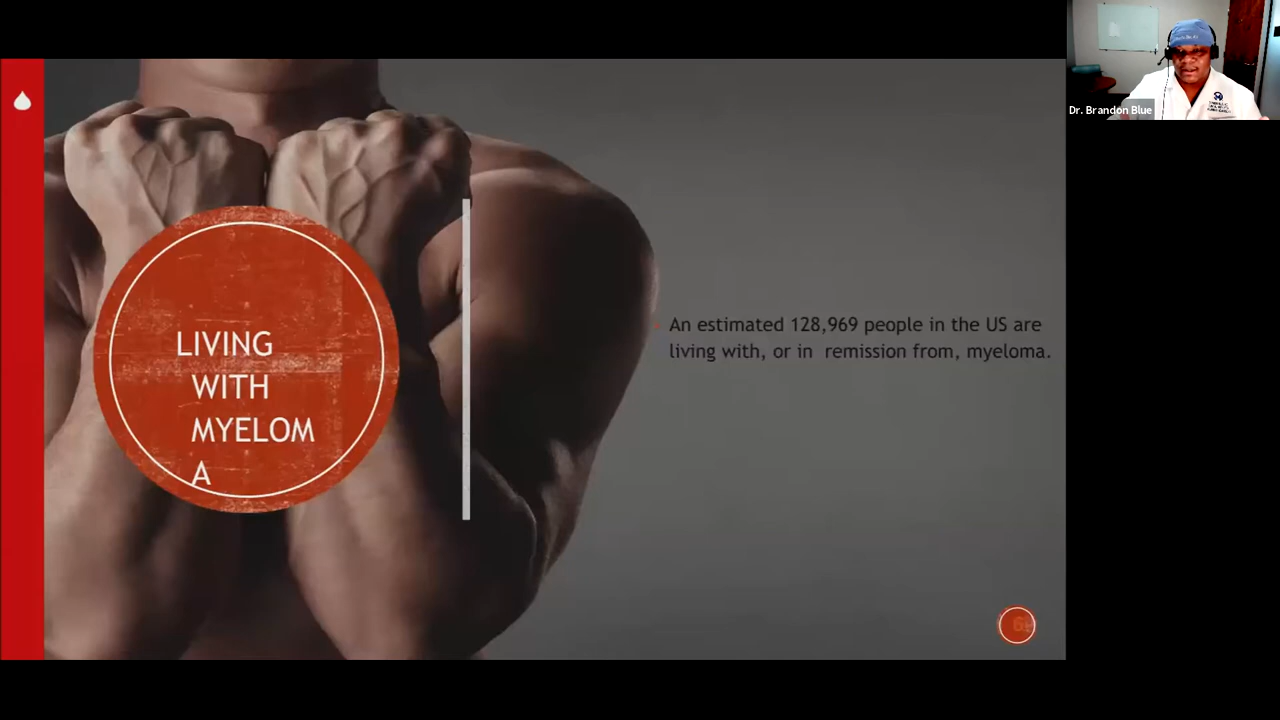 Dr. Brandon Blue
LIVING
WITH
MYELOM
A
An estimated 128,969 people in the US are
living with, or in  remission from, myeloma.